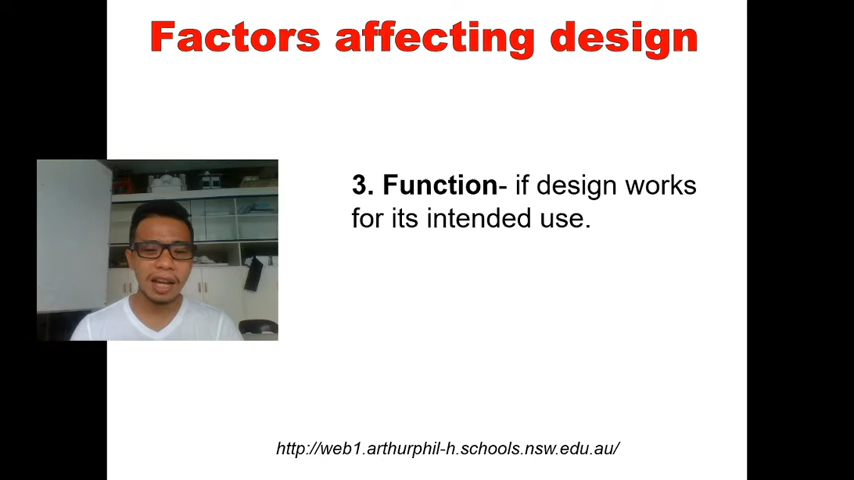 Factors affecting design
3. Function- if design works
for its intended use.
http://web1.arthurphil-h.schools.nsw.edu.au/